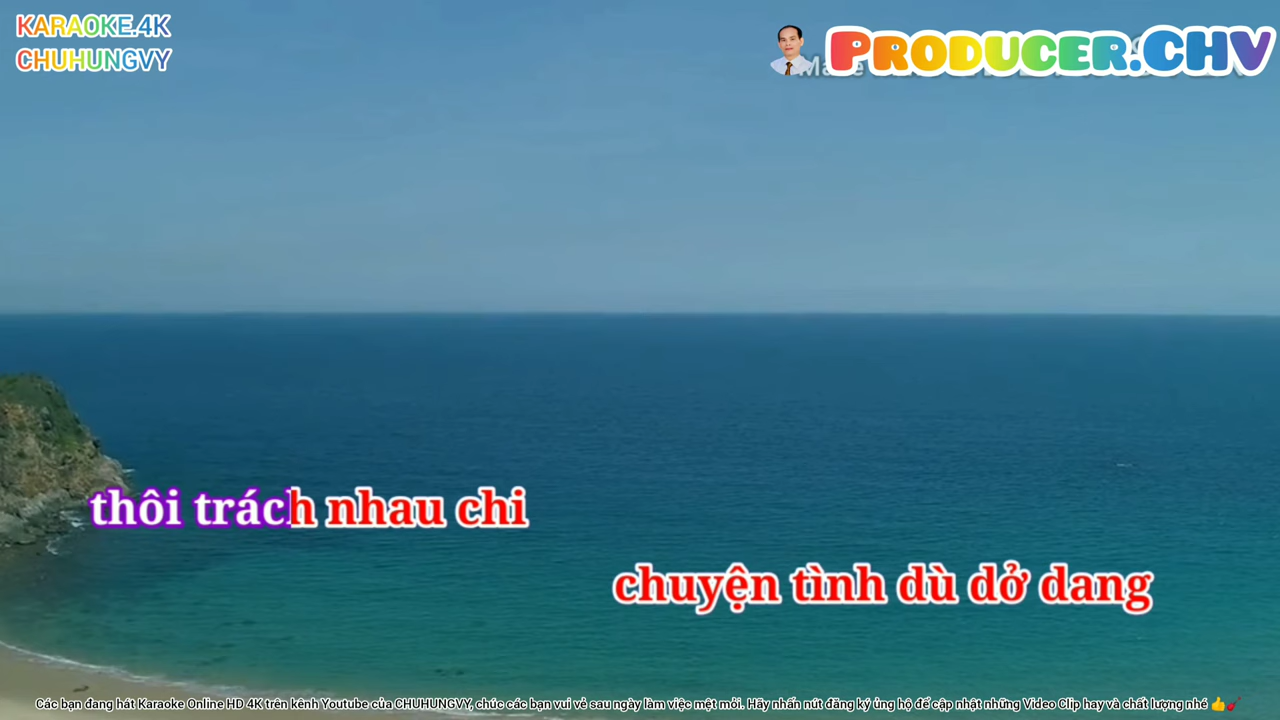 KARAOKE.4K
CHUHUNGVY
PRODUCER.CHV
thôi trách nhau chi
chuyện tình dù dở dang
Các bạn đang hát Karaoke Online HD 4K trên kênh Youtube của CHUHUNGVY, chúc các bạn vui vẻ sau ngày làm việc mệt mỏi. Hãy nhấn nút đăng ký ủng hộ để cập nhật những Video Clip hay và chất lượng nhé 👍🎸